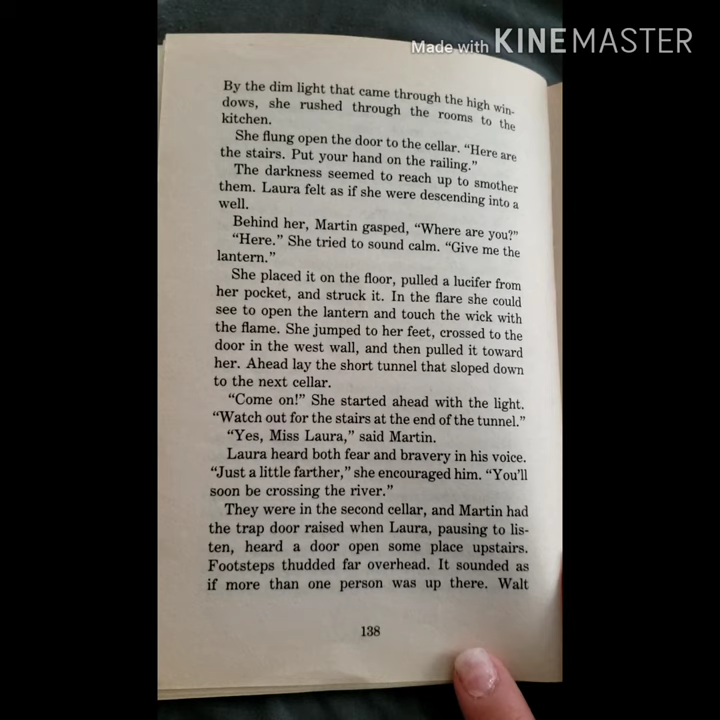 Made with KINEMASTER
By the dim light that came through the high win-
dows, she rushed through the rooms to the
kitchen.
She flung open the door to the cellar. “Here are
the stairs. Put your hand on the railing.”
The darkness seemed to reach up to smother
them. Laura felt as if she were descending into a
well.
Behind her, Martin gasped, “Where are you?”
“Here.” She tried to sound calm. “Give me the
lantern.”
She placed it on the floor, pulled a lucifer from
her pocket, and struck it. In the flare she could
see to open the lantern and touch the wick with
the flame. She jumped to her feet, crossed to the
door in the west wall, and then pulled it toward
her. Ahead lay the short tunnel that sloped down
to the next cellar.
“Come on!” She started ahead with the light.
“Watch out for the stairs at the end of the tunnel.”
“Yes, Miss Laura,” said Martin.
Laura heard both fear and bravery in his voice.
“Just a little farther,” she encouraged him. “You’ll
soon be crossing the river.”
They were in the second cellar, and Martin had
the trap door raised when Laura, pausing to lis-
ten, heard a door open some place upstairs.
Footsteps thudded far overhead. It sounded as
if more than one person was up there. Walt
138